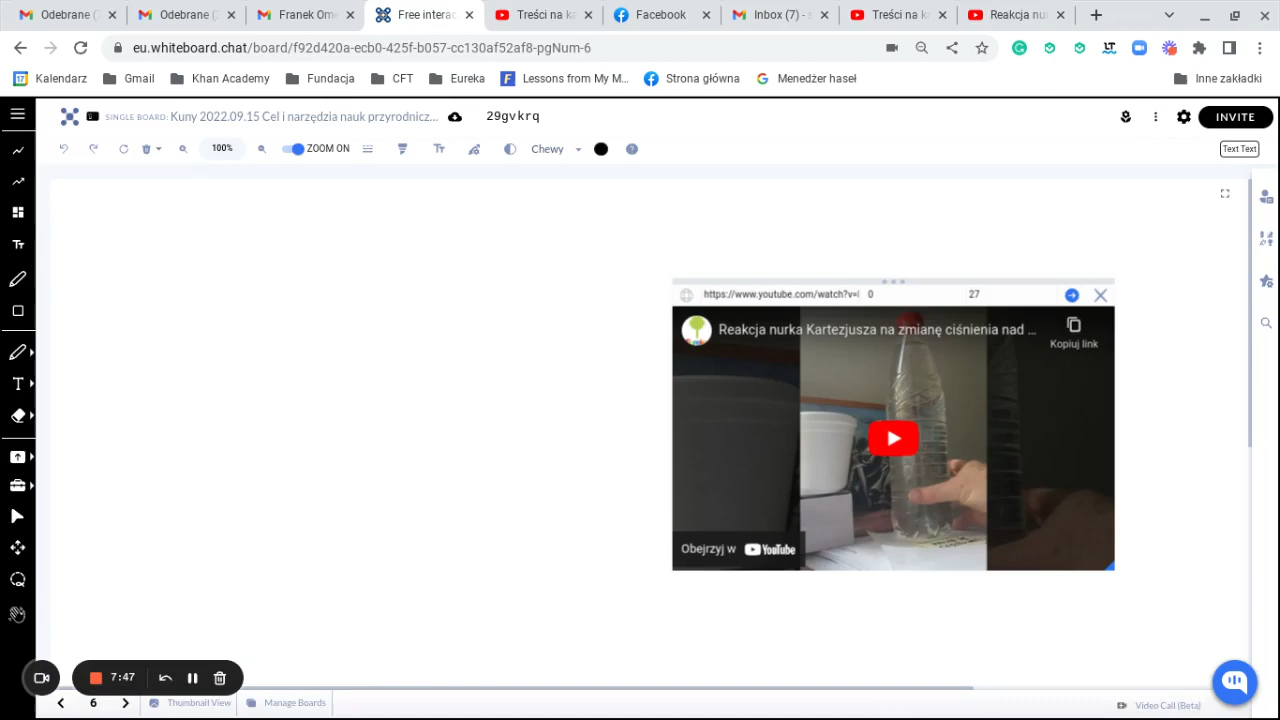 Odebrane (
Odebrane (
Franek Om
Free interac
Treści na ka
Facebook
Inbox (7) - s
Treści na k
Reakcja nu
eu.whiteboard.chat/board/f92d420a-ecb0-425f-b057-cc130af52af8-pgNum-6
Kalendarz
Gmail
Khan Academy
Fundacja
CFT
Eureka
Lessons from My M...
Strona główna
Menedżer haseł
Inne zakładki
SINGLE BOARD: Kuny 2022.09.15 Cel i narzędzia nauk przyrodnicz...
29gvkrq
INVITE
100%
ZOOM ON
Chewy
Text Text
https://www.youtube.com/watch?v=
0
27
Reakcja nurka Kartezjusza na zmianę ciśnienia nad ...
Kopiuj link
Obejrzyj w YouTube
7:47
6
Thumbnail View
Manage Boards
Video Call (Beta)